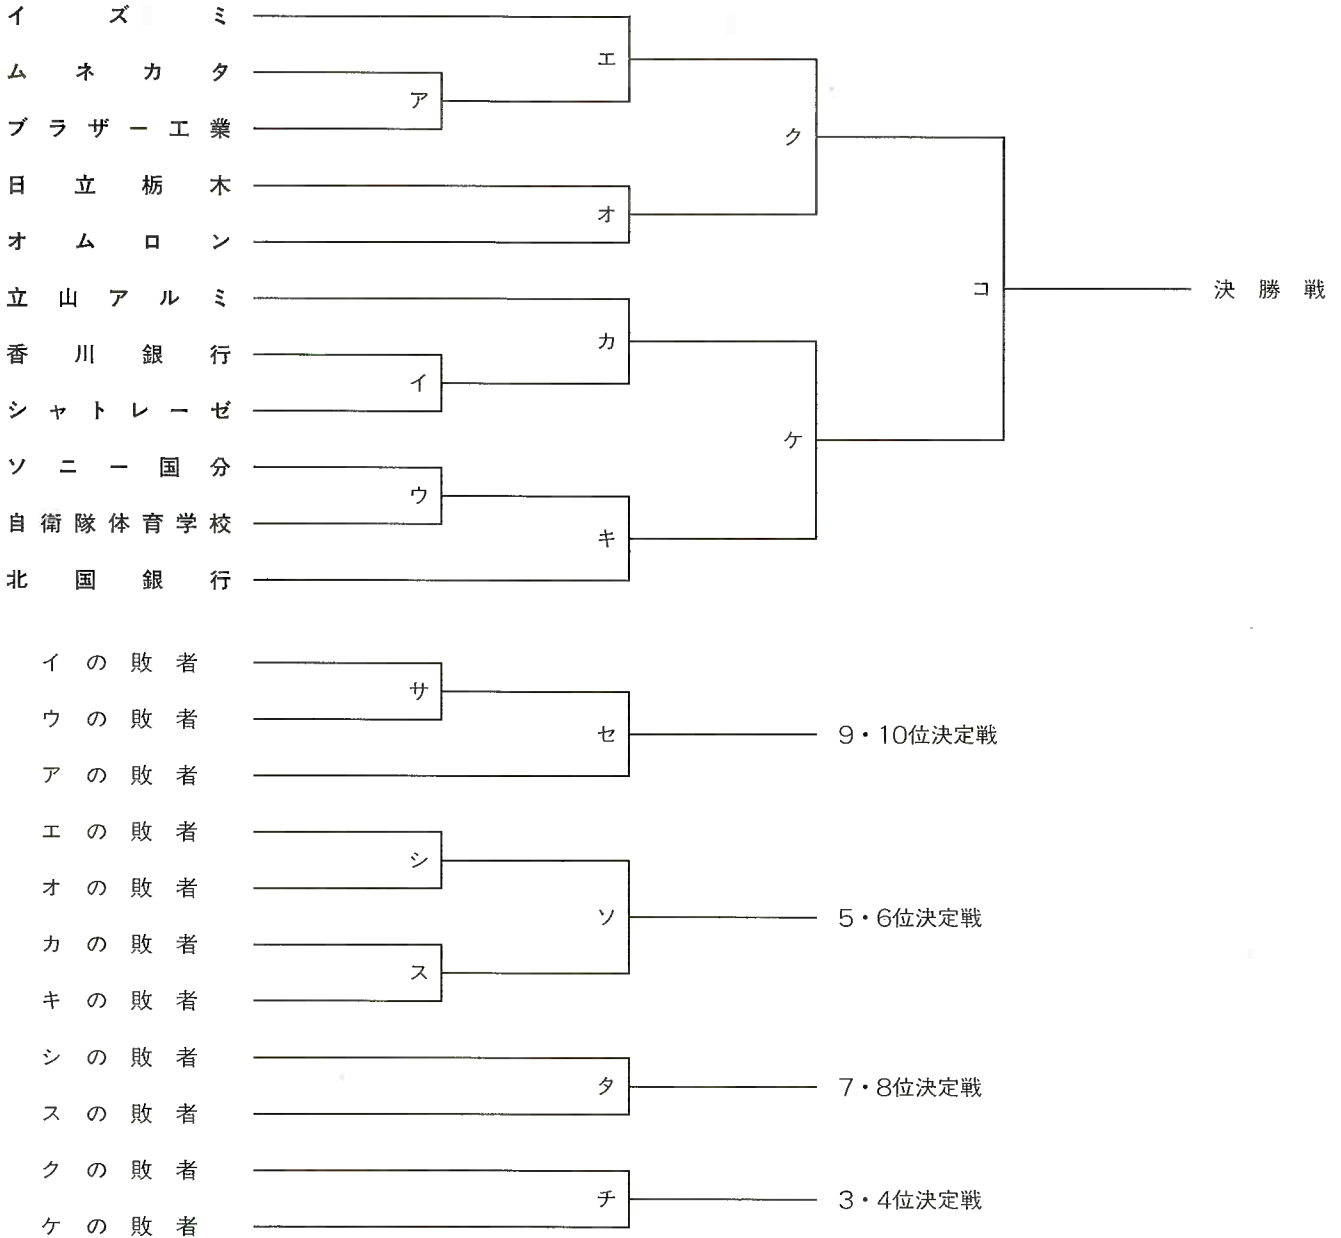 イズミ
エ
ムネカタ
ア
ブラザー工業
ク
日立栃木
オ
オムロン
コ
決勝戦
立山アルミ
カ
香川銀行
イ
シャトレーゼ
ケ
ソニー国分
ウ
自衛隊体育学校
キ
北国銀行
イの敗者
サ
ウの敗者
セ
9・10位決定戦
アの敗者
エの敗者
シ
オの敗者
ソ
5・6位決定戦
カの敗者
ス
キの敗者
シの敗者
タ
7・8位決定戦
スの敗者
クの敗者
チ
3・4位決定戦
ケの敗者